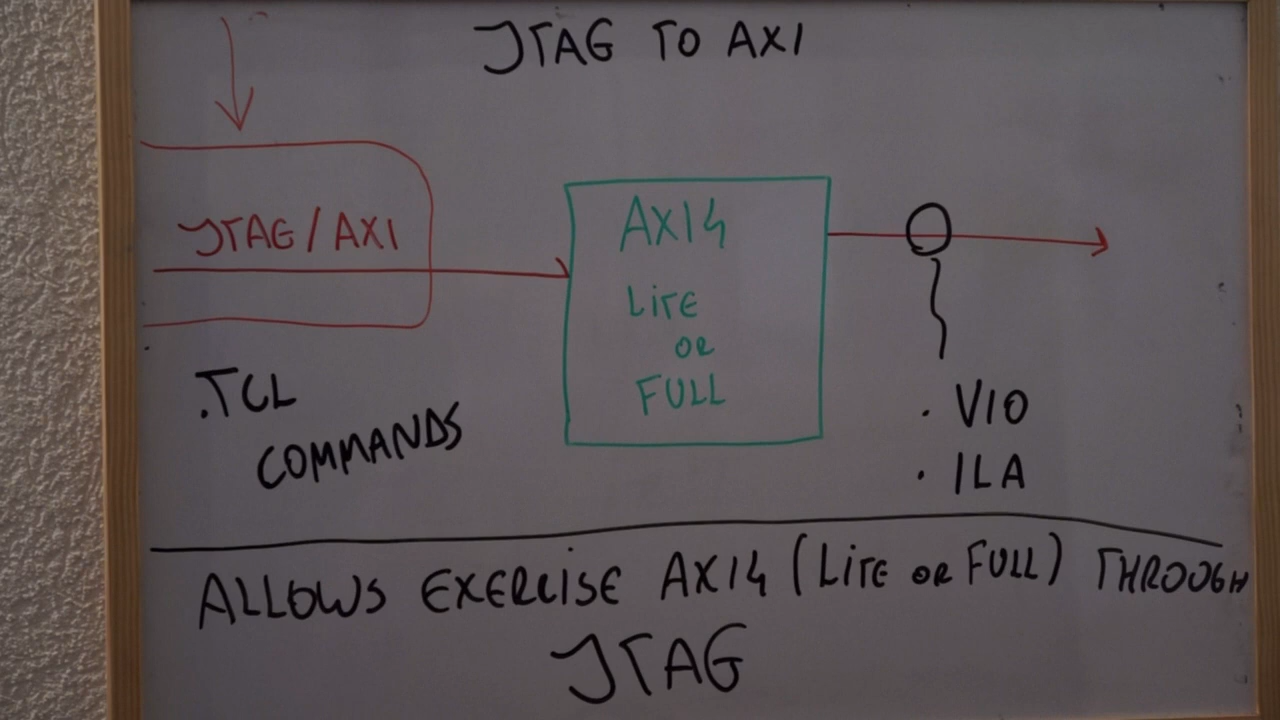 JTAG TO AXI
JTAG/AXI
.TCL
COMMANDS
AXI4
LiTE
OR
FULL
. VIO
. ILA
ALLOWS EXERCISE AXI4 (LiTE OR FULL) THROUGH
JTAG